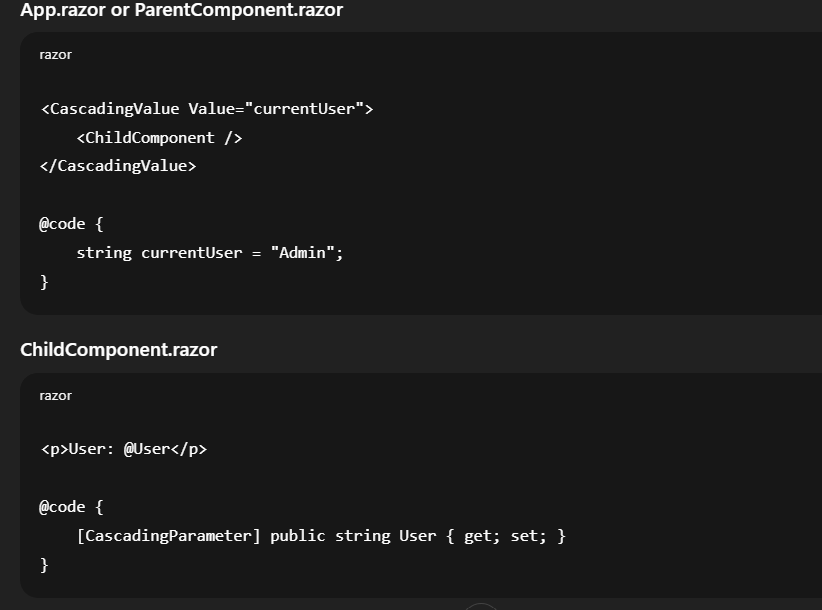 App.razor or ParentComponent.razor
razor
<CascadingValue Value="currentUser">
    <ChildComponent />
</CascadingValue>
@code {
    string currentUser = "Admin";
}
ChildComponent.razor
razor
<p>User: @User</p>
@code {
    [CascadingParameter] public string User { get; set; }
}